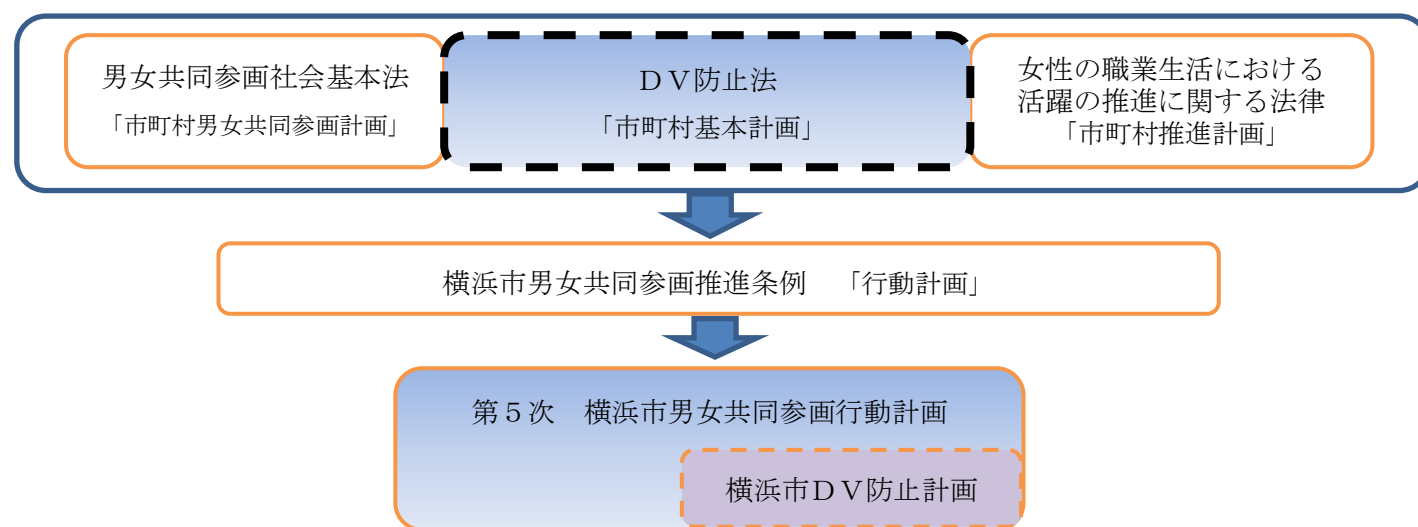 男女共同参画社会基本法
「市町村男女共同参画計画」
ＤＶ防止法
「市町村基本計画」
女性の職業生活における
活躍の推進に関する法律
「市町村推進計画」
横浜市男女共同参画推進条例　「行動計画」
第５次　横浜市男女共同参画行動計画
横浜市ＤＶ防止計画